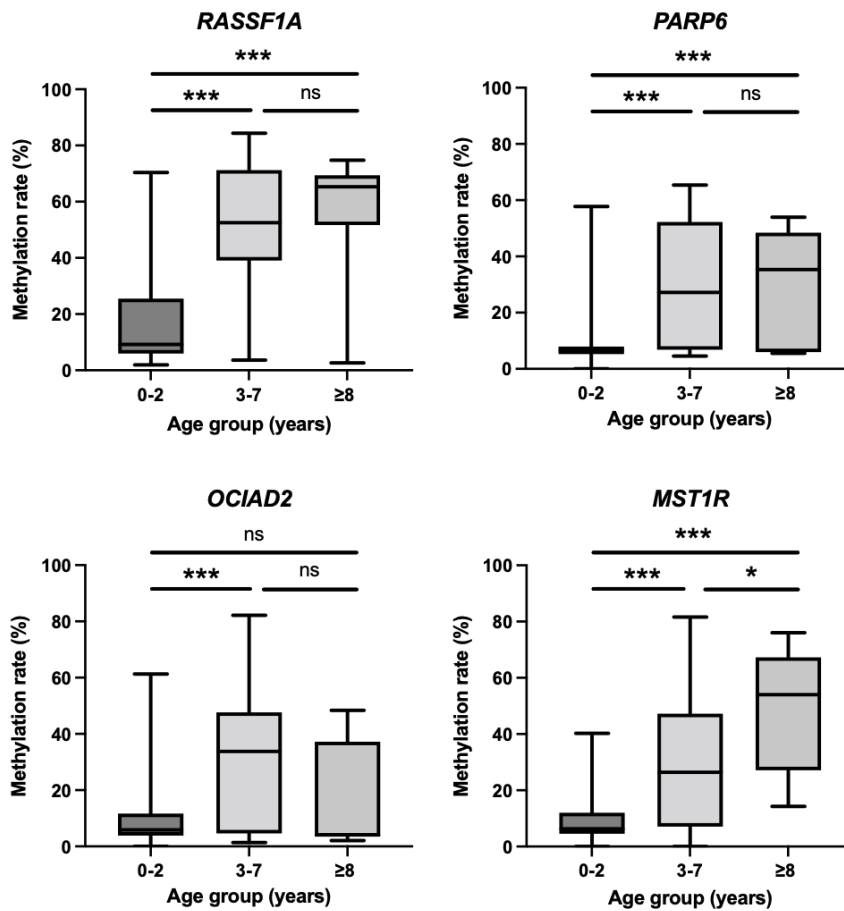 RASSF1A
***
***
ns
100
80
60
40
20
0
Methylation rate (%)
0-2
3-7
≥8
Age group (years)
PARP6
***
***
ns
100
80
60
40
20
0
Methylation rate (%)
0-2
3-7
≥8
Age group (years)
OCIAD2
ns
***
ns
100
80
60
40
20
0
Methylation rate (%)
0-2
3-7
≥8
Age group (years)
MST1R
***
***
*
100
80
60
40
20
0
Methylation rate (%)
0-2
3-7
≥8
Age group (years)